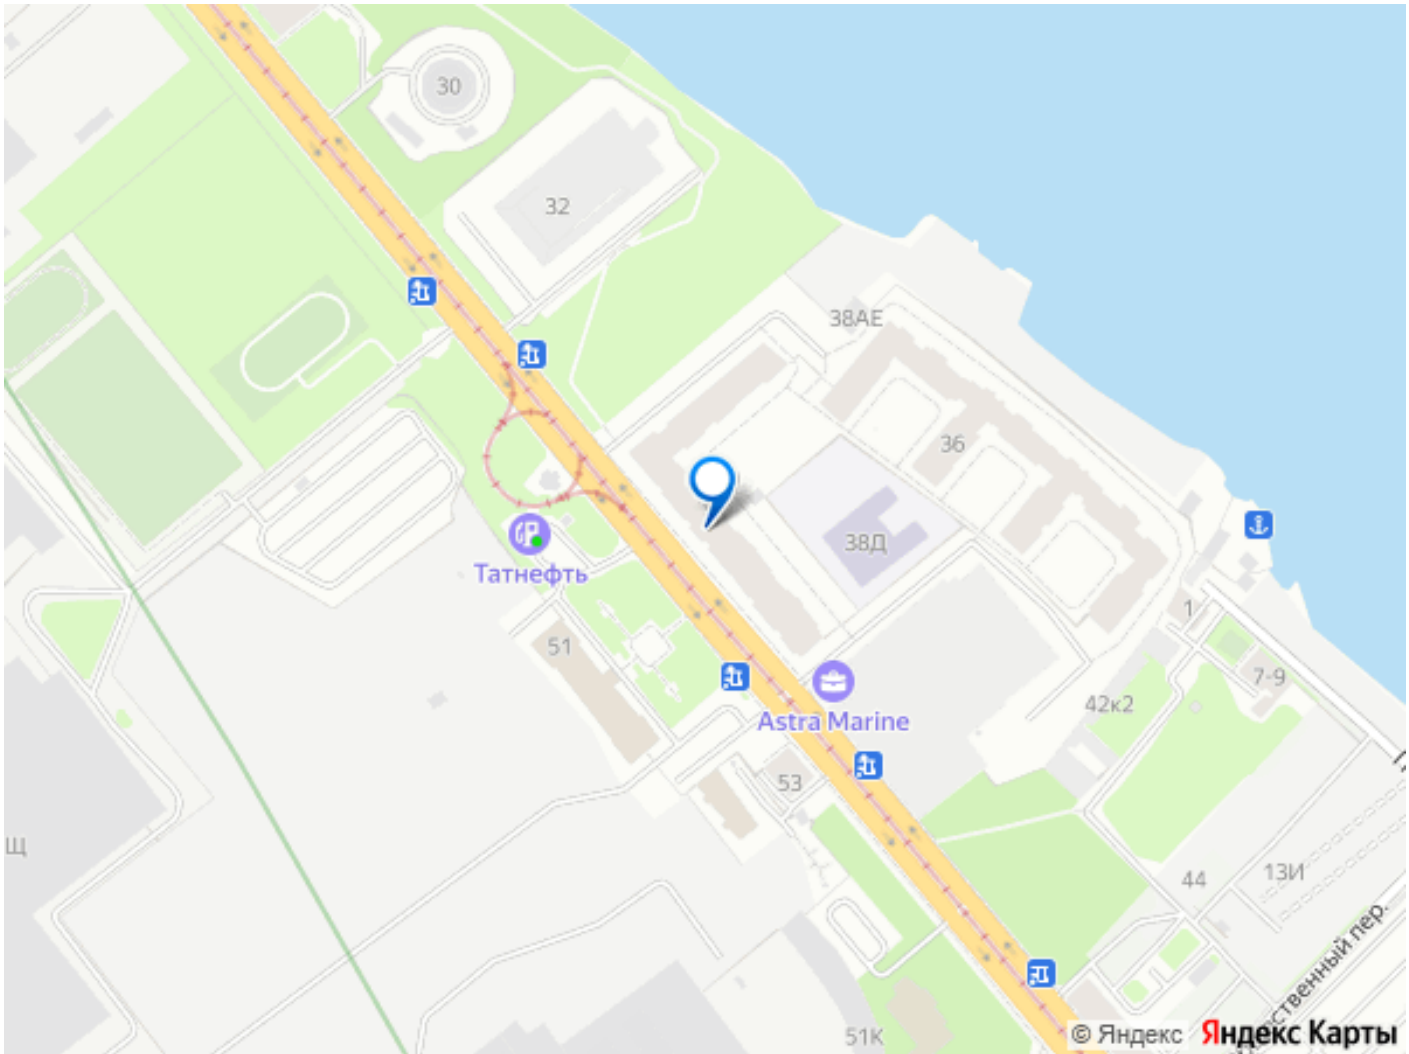 30
32
38АЕ
36
38Д
Татнефть
1
51
7-9
42к2
Astra Marine
53
Щ
44
13И
ственный пер.
51К
© Яндекс
Яндекс Карты